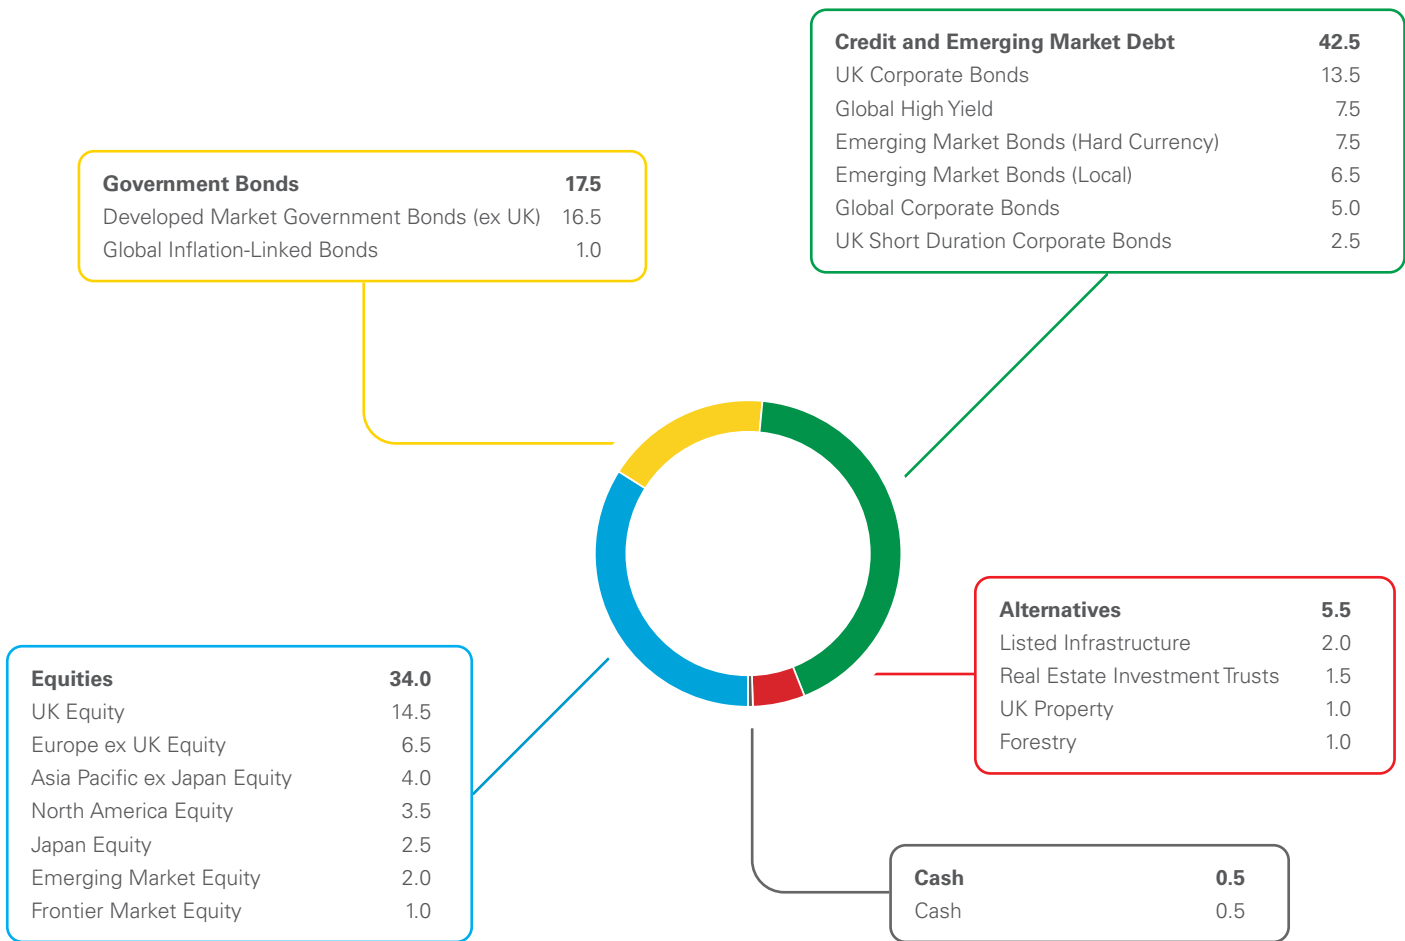 Credit and Emerging Market Debt 42.5
UK Corporate Bonds 13.5
Global High Yield 7.5
Emerging Market Bonds (Hard Currency) 7.5
Emerging Market Bonds (Local) 6.5
Global Corporate Bonds 5.0
UK Short Duration Corporate Bonds 2.5
Government Bonds 17.5
Developed Market Government Bonds (ex UK) 16.5
Global Inflation-Linked Bonds 1.0
Alternatives 5.5
Listed Infrastructure 2.0
Real Estate Investment Trusts 1.5
UK Property 1.0
Forestry 1.0
Equities 34.0
UK Equity 14.5
Europe ex UK Equity 6.5
Asia Pacific ex Japan Equity 4.0
North America Equity 3.5
Japan Equity 2.5
Emerging Market Equity 2.0
Frontier Market Equity 1.0
Cash 0.5
Cash 0.5